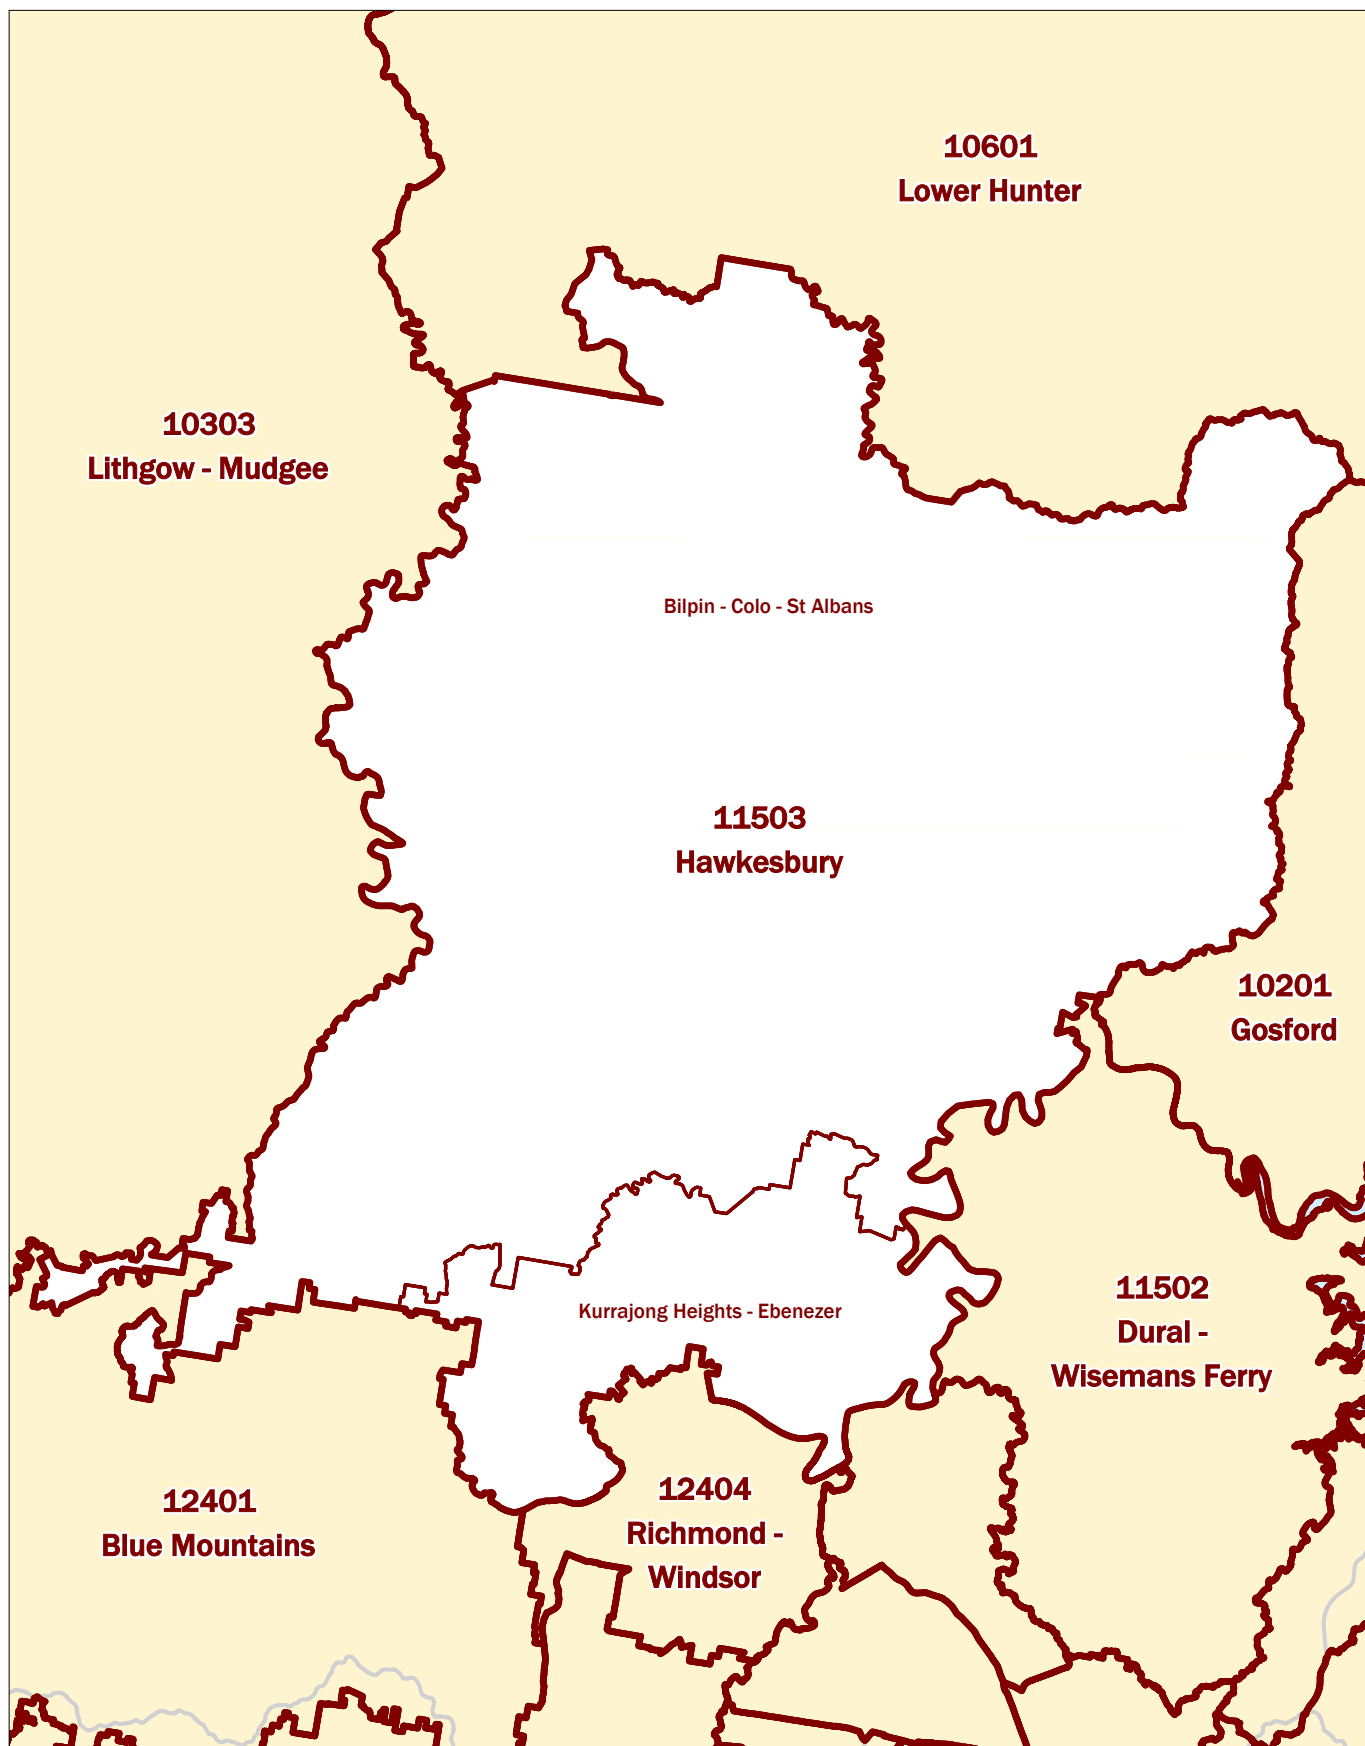 10601
Lower Hunter
10303
Lithgow - Mudgee
Bilpin - Colo - St Albans
11503
Hawkesbury
10201
Gosford
11502
Dural -
Wisemans Ferry
Kurrajong Heights - Ebenezer
12401
Blue Mountains
12404
Richmond -
Windsor